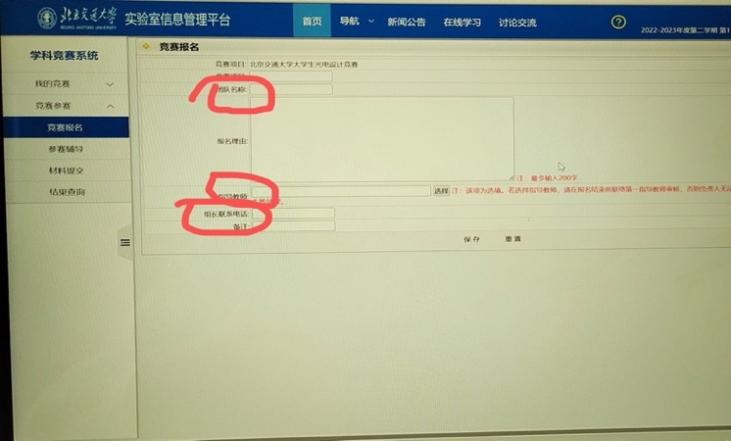 北京交通大学 实验室信息管理平台 首页 导航 新闻公告 在线学习 讨论交流 ?
2022-2023年度第二学期 第1
学科竞赛系统
我的竞赛
竞赛参赛
竞赛报名
参赛辅导
材料提交
结果查询
竞赛报名
竞赛项目: 北京交通大学大学生光电设计竞赛
团队名称:
报名理由:
注: 最多输入200字
指导教师: 选择 注: 该项为选填, 若选择指导教师, 请在报名结束前联络第一指导教师审核, 否则负责人无
组长联系电话:
备注:
保存 重置